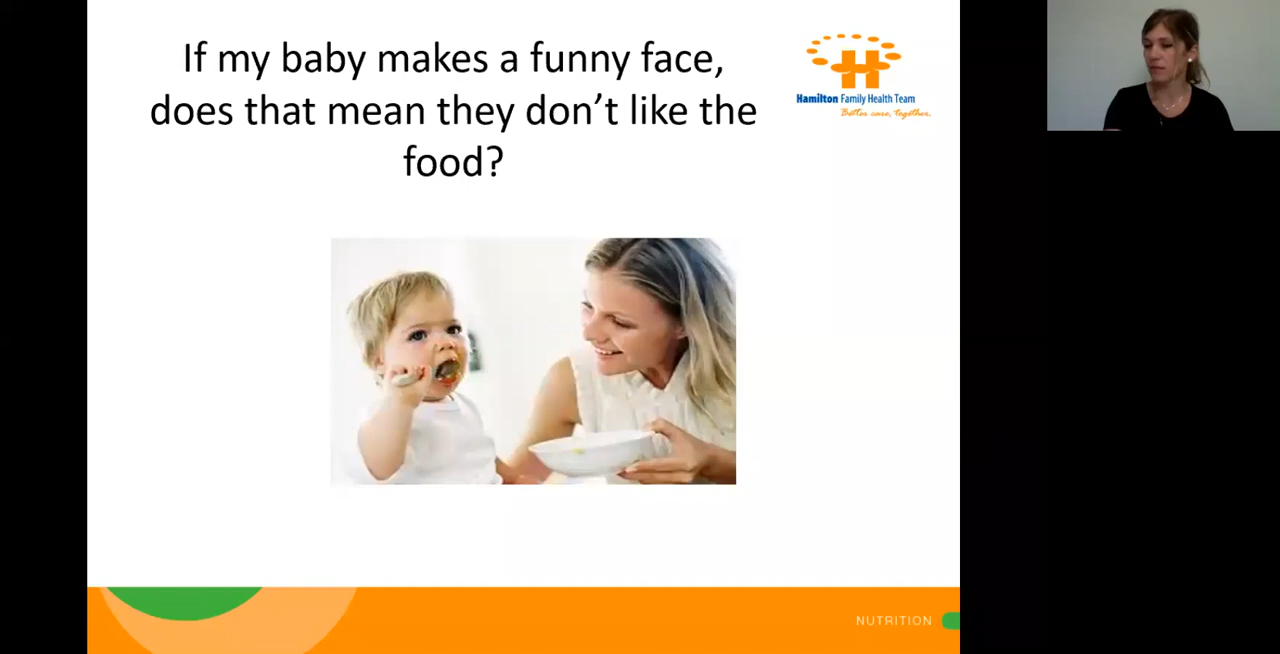 If my baby makes a funny face,
does that mean they don't like the
food?
Hamilton Family Health Team
Better care, together.
NUTRITION